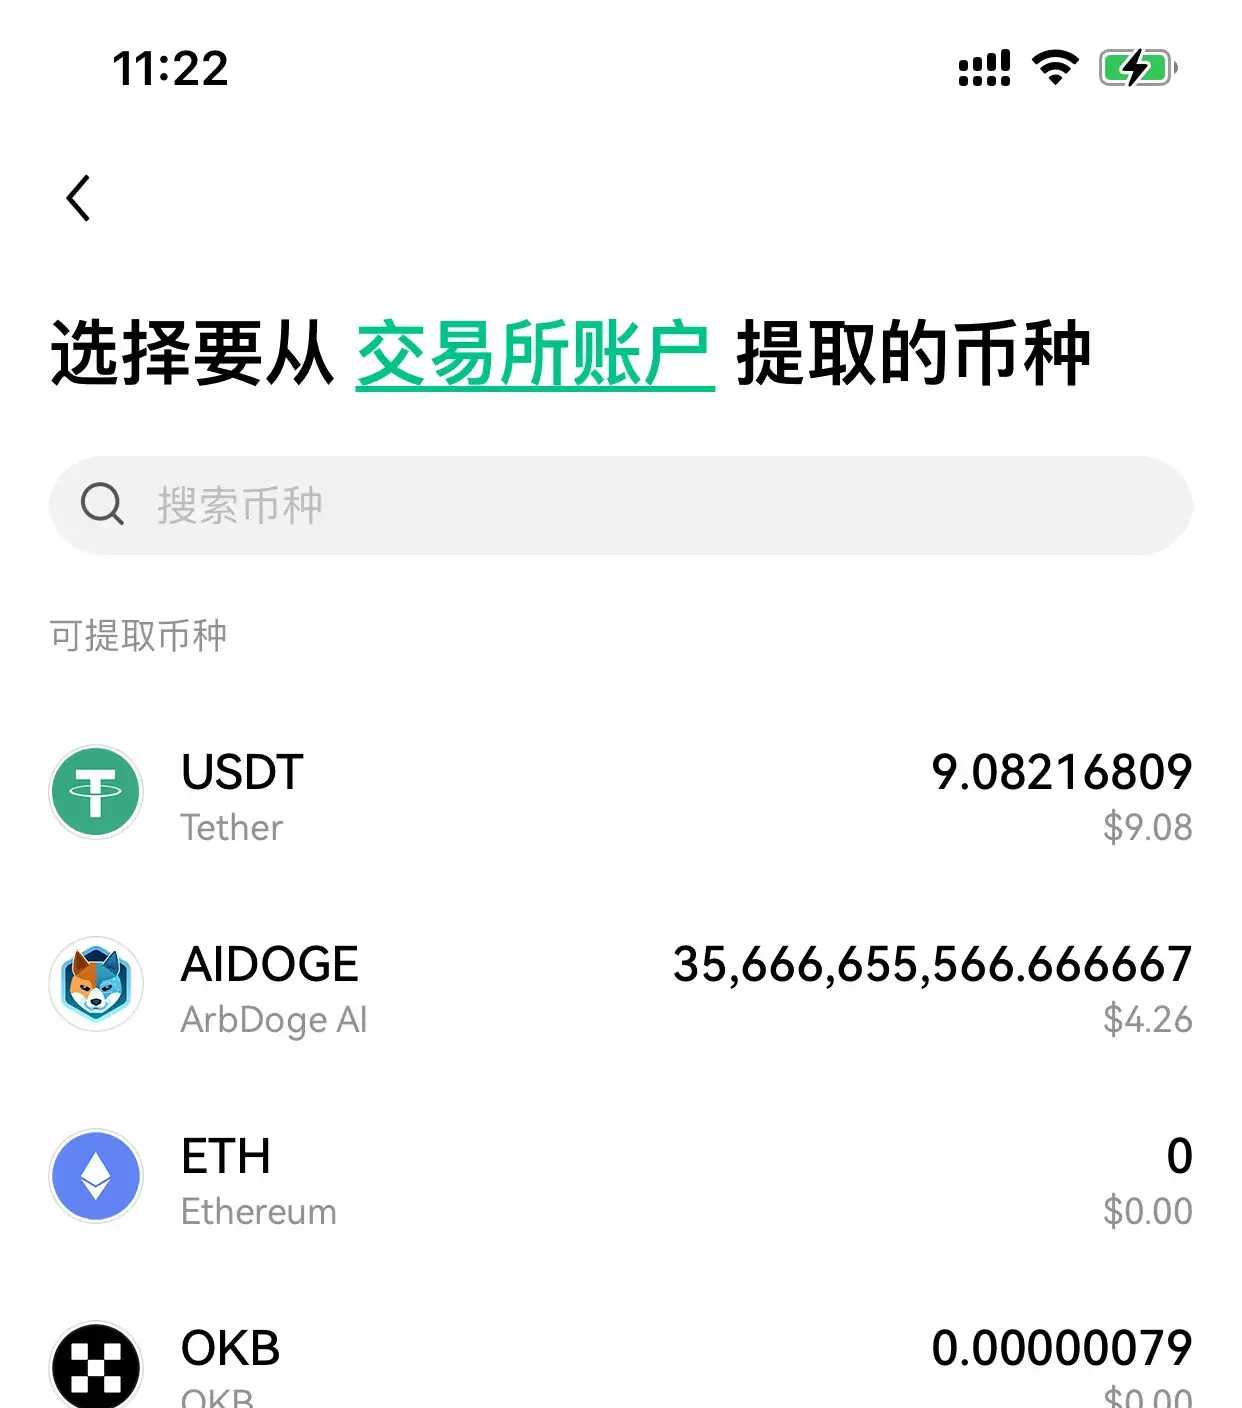 11:22
选择要从 交易所账户 提取的币种
搜索币种
可提取币种
USDT
9.08216809
Tether
$9.08
AIDOGE
35,666,655,566.666667
ArbDoge AI
$4.26
ETH
0
Ethereum
$0.00
OKB
0.00000079
OKB
$0.00